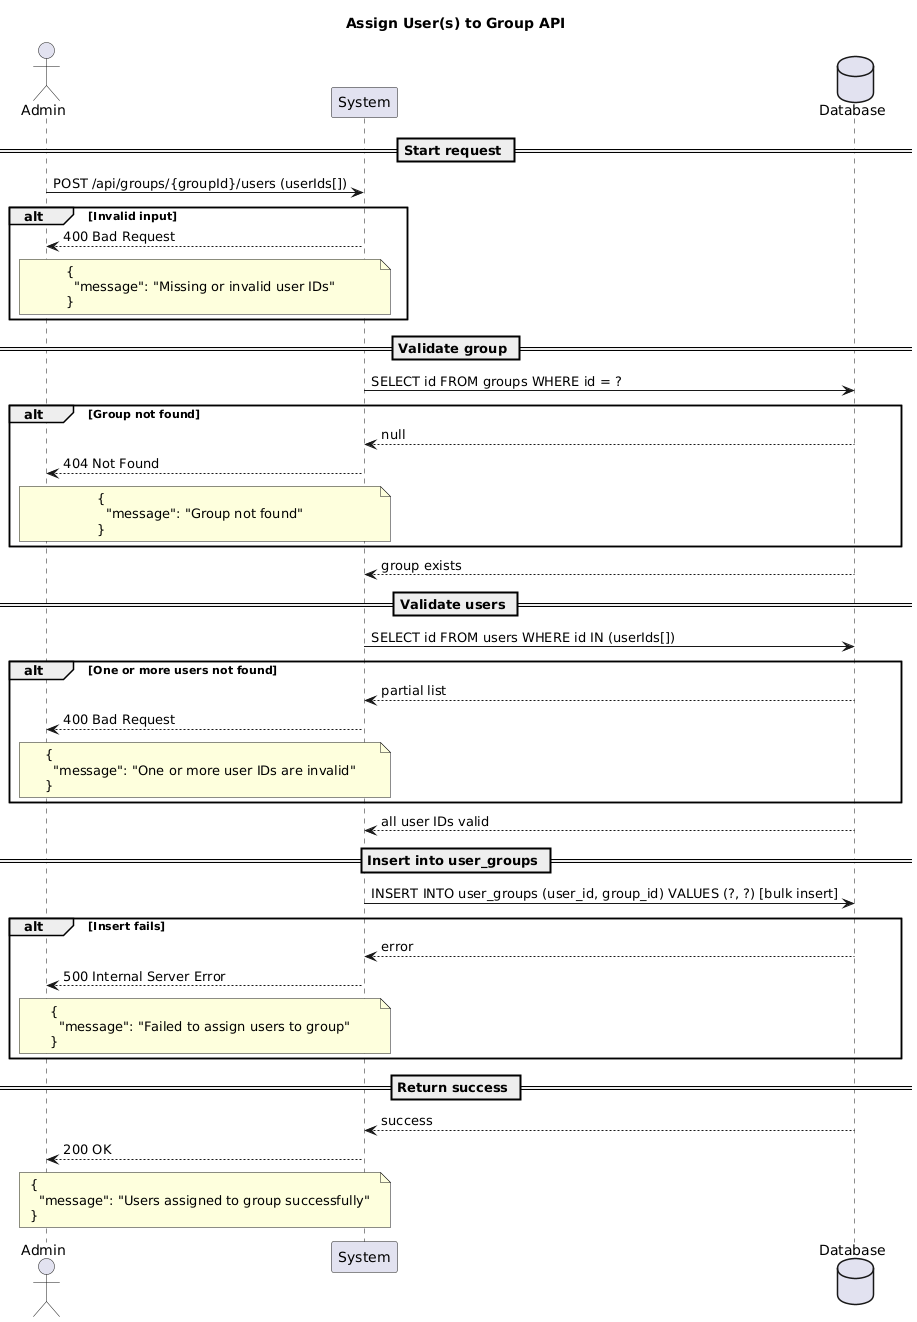 Assign User(s) to Group API
Admin
System
Database
Start request
POST /api/groups/{groupId}/users (userIds[])
alt [Invalid input]
400 Bad Request
{
"message": "Missing or invalid user IDs"
}
Validate group
SELECT id FROM groups WHERE id = ?
alt [Group not found]
null
404 Not Found
{
"message": "Group not found"
}
group exists
Validate users
SELECT id FROM users WHERE id IN (userIds[])
alt [One or more users not found]
partial list
400 Bad Request
{
"message": "One or more user IDs are invalid"
}
all user IDs valid
Insert into user_groups
INSERT INTO user_groups (user_id, group_id) VALUES (?, ?) [bulk insert]
alt [Insert fails]
error
500 Internal Server Error
{
"message": "Failed to assign users to group"
}
Return success
success
200 OK
{
"message": "Users assigned to group successfully"
}
Admin
System
Database